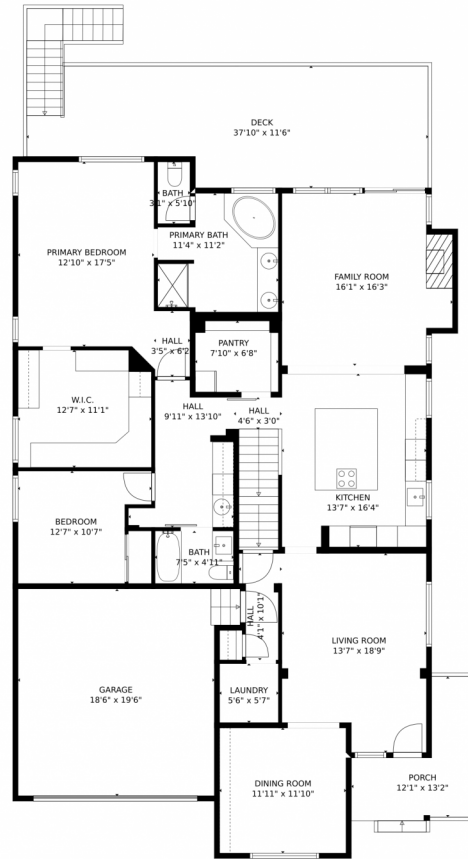 DECK
37'10" x 11'6"
BATH
3'1" x 5'10"
PRIMARY BATH
11'4" x 11'2"
PRIMARY BEDROOM
12'10" x 17'5"
FAMILY ROOM
16'1" x 16'3"
HALL
3'5" x 6'2"
PANTRY
7'10" x 6'8"
W.I.C.
12'7" x 11'1"
HALL
9'11" x 13'10"
HALL
4'6" x 3'0"
KITCHEN
13'7" x 16'4"
BEDROOM
12'7" x 10'7"
BATH
7'5" x 4'11"
HALL
4'1" x 10'1"
LIVING ROOM
13'7" x 18'9"
GARAGE
18'6" x 19'6"
LAUNDRY
5'6" x 5'7"
DINING ROOM
11'11" x 11'10"
PORCH
12'1" x 13'2"